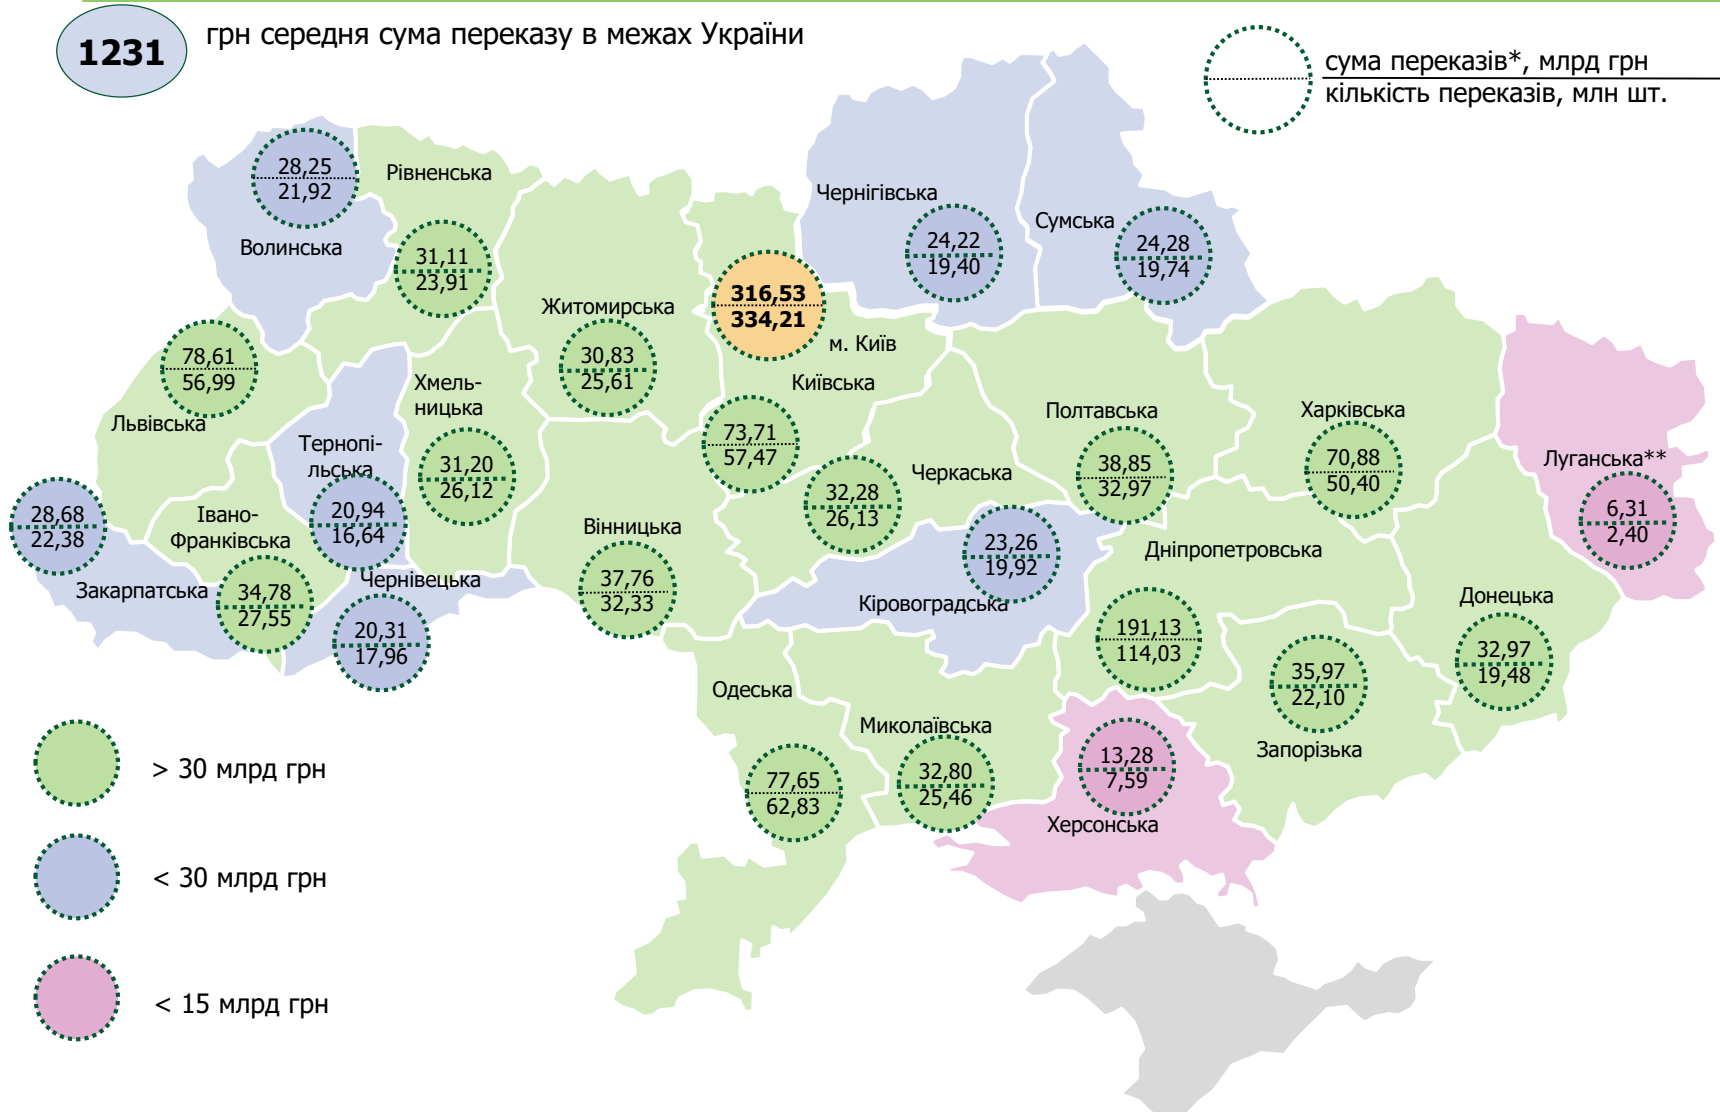 1231
грн середня сума переказу в межах України
сума переказів*, млрд грн
кількість переказів, млн шт.
28,25
21,92
Волинська
Рівненська
31,11
23,91
Житомирська
30,83
25,61
316,53
334,21
м. Київ
Київська
73,71
57,47
Чернігівська
24,22
19,40
Сумська
24,28
19,74
78,61
56,99
Львівська
Тернопі-
льська
20,94
16,64
Хмель-
ницька
31,20
26,12
Черкаська
32,28
26,13
Полтавська
38,85
32,97
Харківська
70,88
50,40
Луганська**
6,31
2,40
28,68
22,38
Закарпатська
Івано-
Франківська
34,78
27,55
Чернівецька
20,31
17,96
Вінницька
37,76
32,33
23,26
19,92
Кіровоградська
Дніпропетровська
191,13
114,03
Донецька
32,97
19,48
35,97
22,10
Запорізька
Одеська
77,65
62,83
Миколаївська
32,80
25,46
13,28
7,59
Херсонська
> 30 млрд грн
< 30 млрд грн
< 15 млрд грн